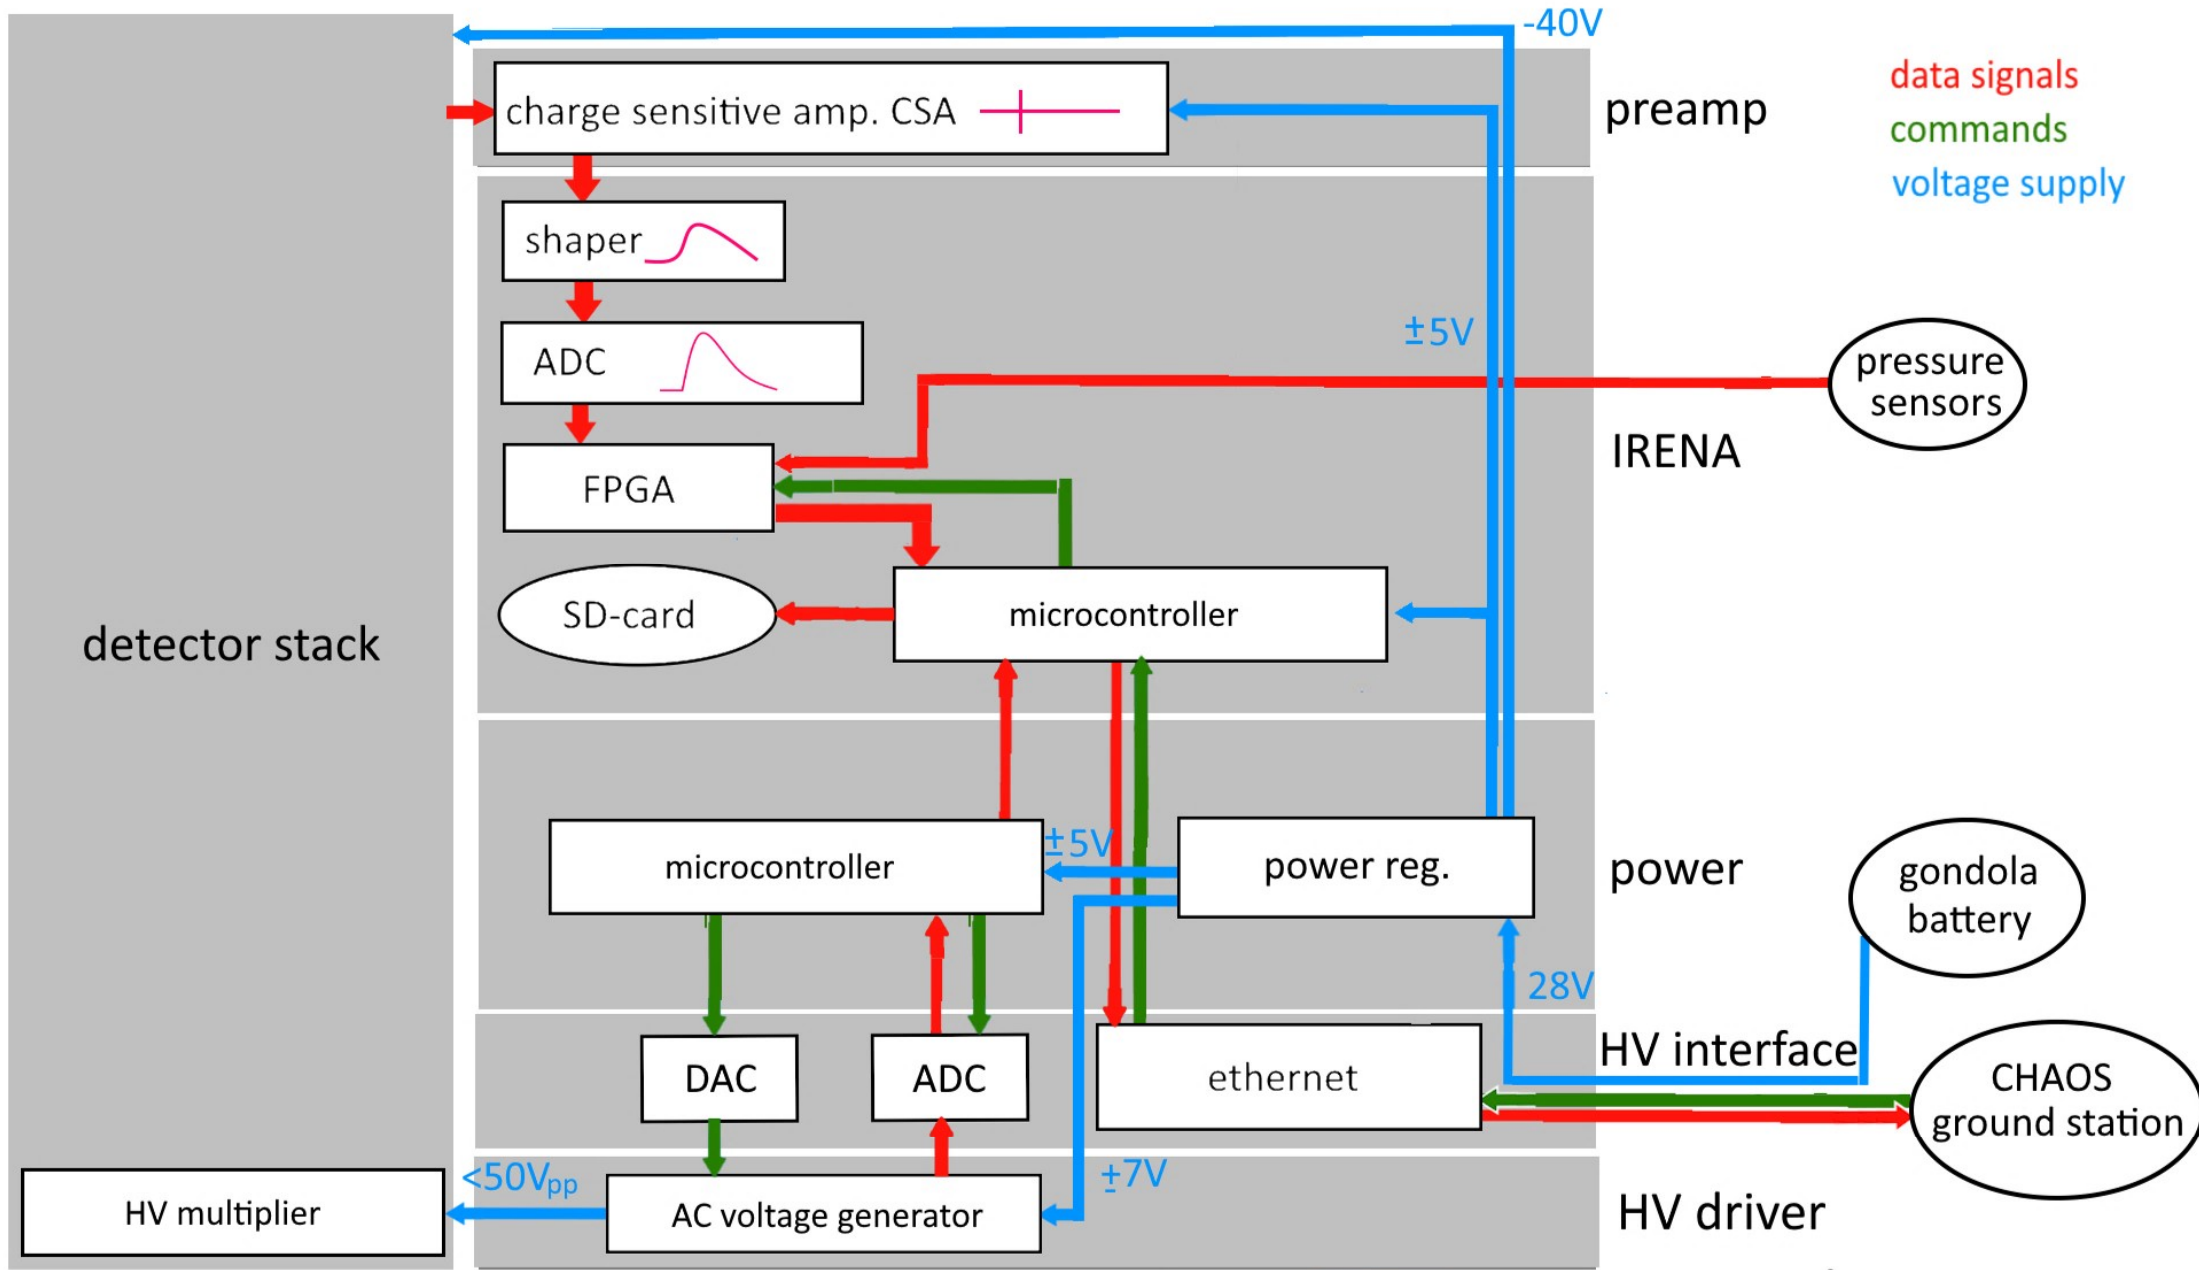 -40V
data signals
commands
voltage supply
charge sensitive amp. CSA
preamp
shaper
±5V
ADC
pressure
sensors
IRENA
FPGA
SD-card
microcontroller
detector stack
microcontroller
±5V
power reg.
power
gondola
battery
28V
HV interface
DAC
ADC
ethernet
CHAOS
ground station
<50Vpp
±7V
HV multiplier
AC voltage generator
HV driver